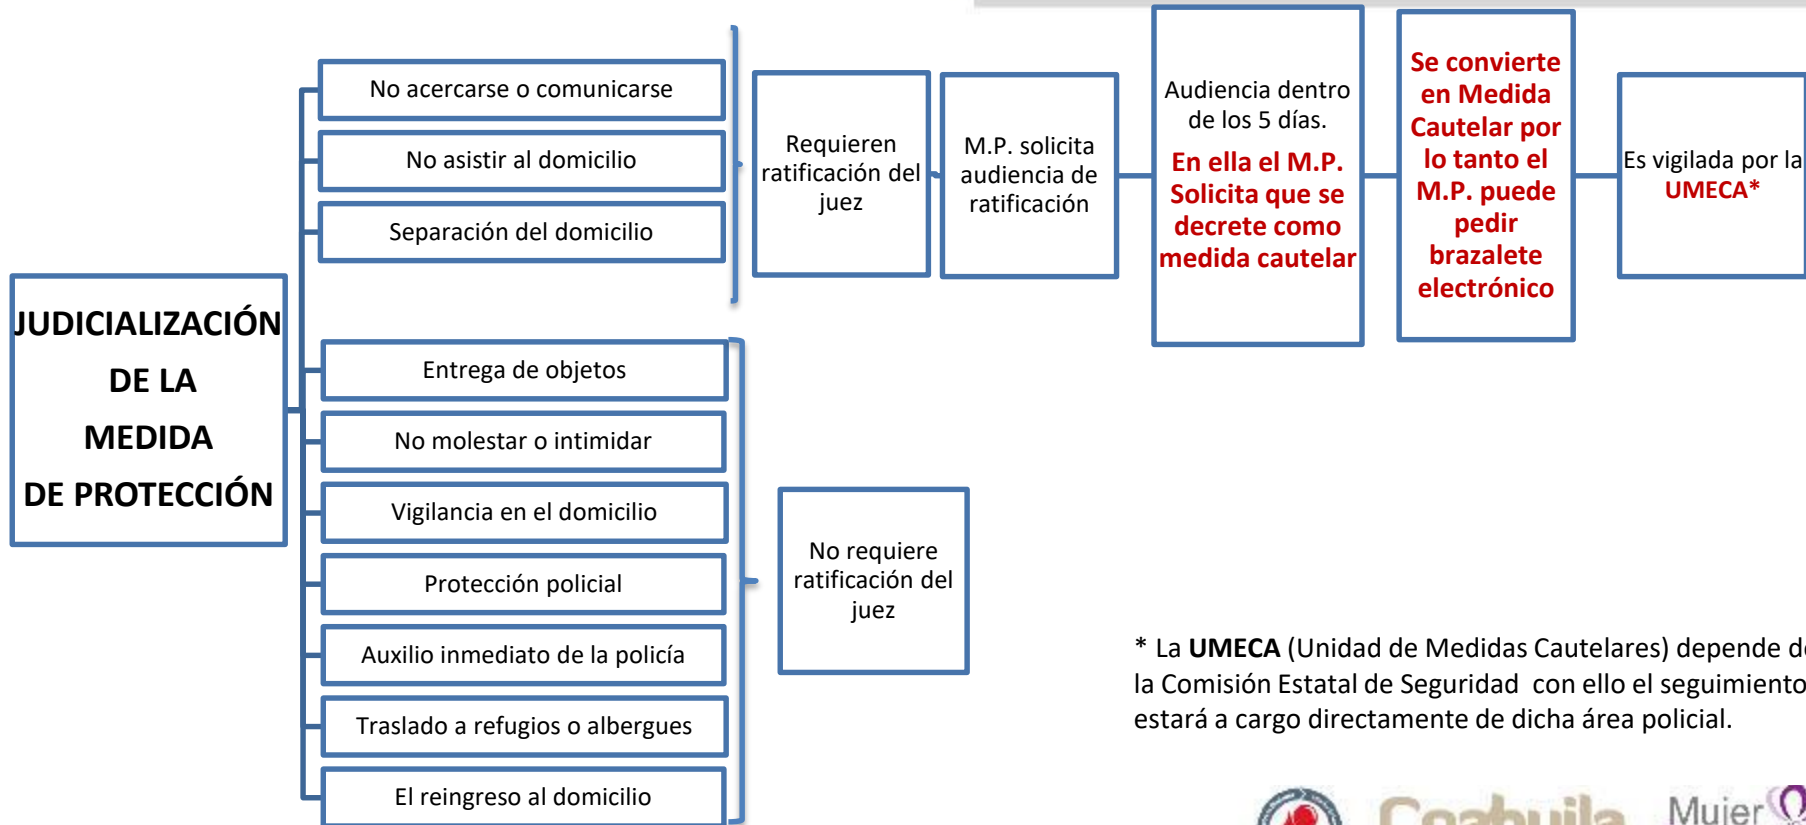 JUDICIALIZACIÓN
DE LA
MEDIDA
DE PROTECCIÓN
No acercarse o comunicarse
No asistir al domicilio
Separación del domicilio
Requieren
ratificación del
juez
M.P. solicita
audiencia de
ratificación
Audiencia dentro
de los 5 días.
En ella el M.P.
Solicita que se
decrete como
medida cautelar
Se convierte
en Medida
Cautelar por
lo tanto el
M.P. puede
pedir
brazalete
electrónico
Es vigilada por la
UMECA*
Entrega de objetos
No molestar o intimidar
Vigilancia en el domicilio
Protección policial
Auxilio inmediato de la policía
Traslado a refugios o albergues
El reingreso al domicilio
No requiere
ratificación del
juez
* La UMECA (Unidad de Medidas Cautelares) depende de
la Comisión Estatal de Seguridad con ello el seguimiento
estará a cargo directamente de dicha área policial.
Coahuila
Mujer